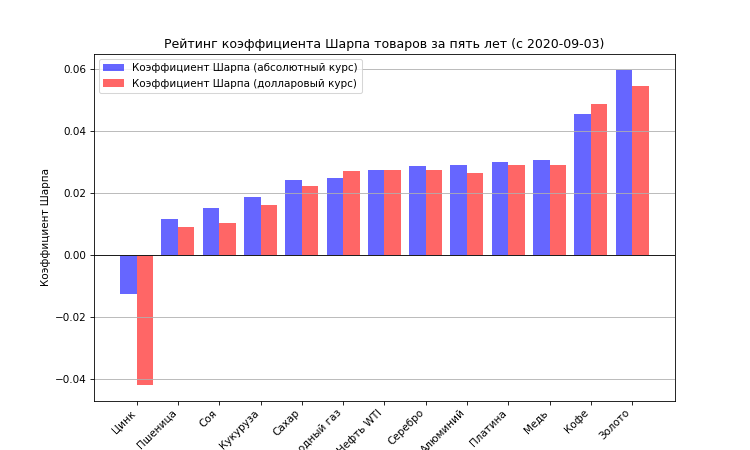 Рейтинг коэффициента Шарпа товаров за пять лет (с 2020-09-03)
Коэффициент Шарпа (абсолютный курс)
Коэффициент Шарпа (долларовый курс)
Коэффициент Шарпа
0.06
0.04
0.02
0.00
−0.02
−0.04
Цинк
Пшеница
Соя
Кукуруза
Сахар
одный газ
Нефть WTI
Серебро
Алюминий
Платина
Медь
Кофе
Золото